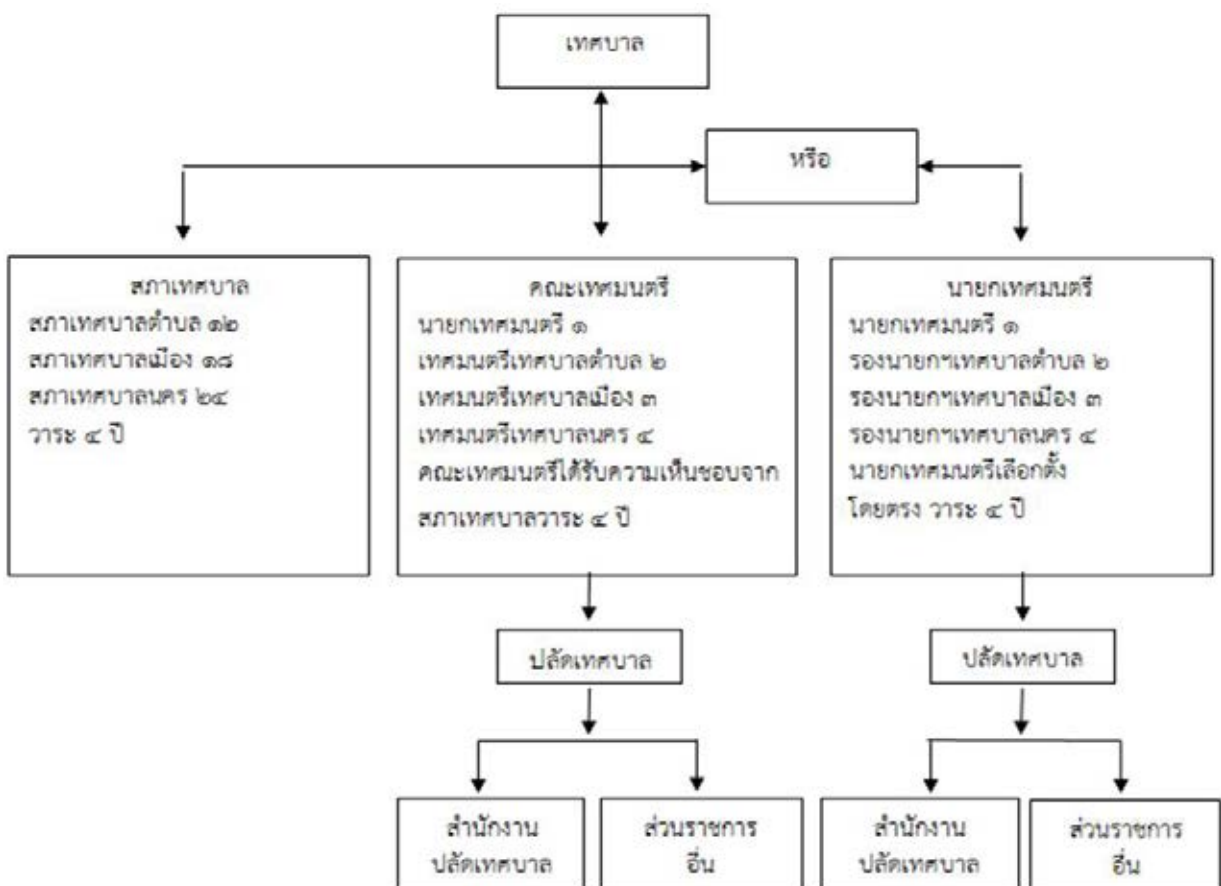 เทศบาล
หรือ
สภาเทศบาล
สภาเทศบาลตำบล ๑๒
สภาเทศบาลเมือง ๑๘
สภาเทศบาลนคร ๒๔
วาระ ๔ ปี
คณะเทศมนตรี
นายกเทศมนตรี ๑
เทศมนตรีเทศบาลตำบล ๒
เทศมนตรีเทศบาลเมือง ๓
เทศมนตรีเทศบาลนคร ๔
คณะเทศมนตรีได้รับความเห็นชอบจาก
สภาเทศบาลวาระ ๔ ปี
นายกเทศมนตรี
นายกเทศมนตรี ๑
รองนายกฯเทศบาลตำบล ๒
รองนายกฯเทศบาลเมือง ๓
รองนายกฯเทศบาลนคร ๔
นายกเทศมนตรีเลือกตั้ง
โดยตรง วาระ ๔ ปี
ปลัดเทศบาล
ปลัดเทศบาล
สำนักงาน
ปลัดเทศบาล
ส่วนราชการ
อื่น
สำนักงาน
ปลัดเทศบาล
ส่วนราชการ
อื่น